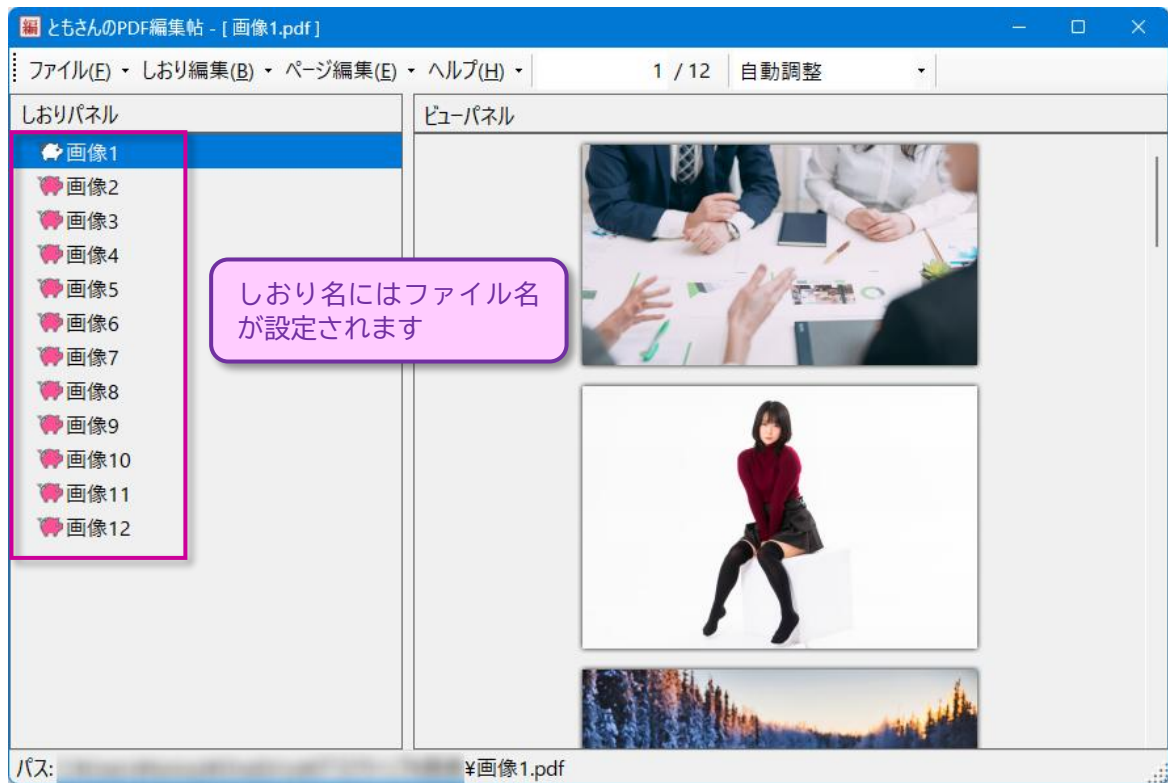 編 ともさんのPDF編集帖 - [ 画像1.pdf ]
ファイル(F) しおり編集(B) ページ編集(E) ヘルプ(H) 1 / 12 自動調整
しおりパネル
ビューパネル
画像1
画像2
画像3
画像4
画像5
画像6
画像7
画像8
画像9
画像10
画像11
画像12
しおり名にはファイル名
が設定されます
パス: ¥画像1.pdf